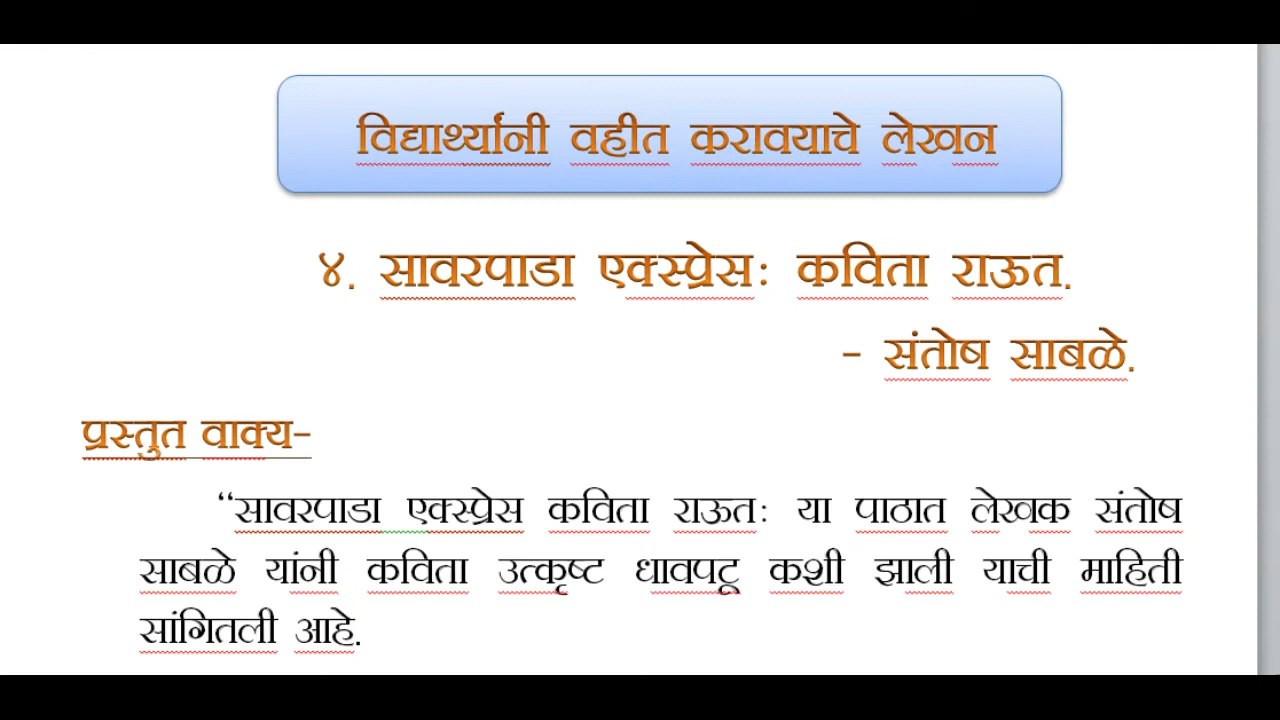 विद्यार्थ्यांनी वहीत करावयाचे लेखन
४. सावरपाडा एक्स्प्रेस: कविता राऊत.
- संतोष साबळे.
प्रस्तुत वाक्य-
“सावरपाडा एक्स्प्रेस कविता राऊत: या पाठात लेखक संतोष
साबळे यांनी कविता उत्कृष्ट धावपटू कशी झाली याची माहिती
सांगितली आहे.